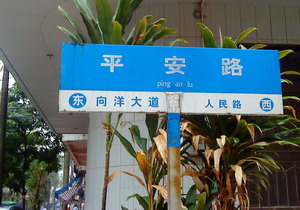 平安路
ping an lu
东 向洋大道 人民路 西